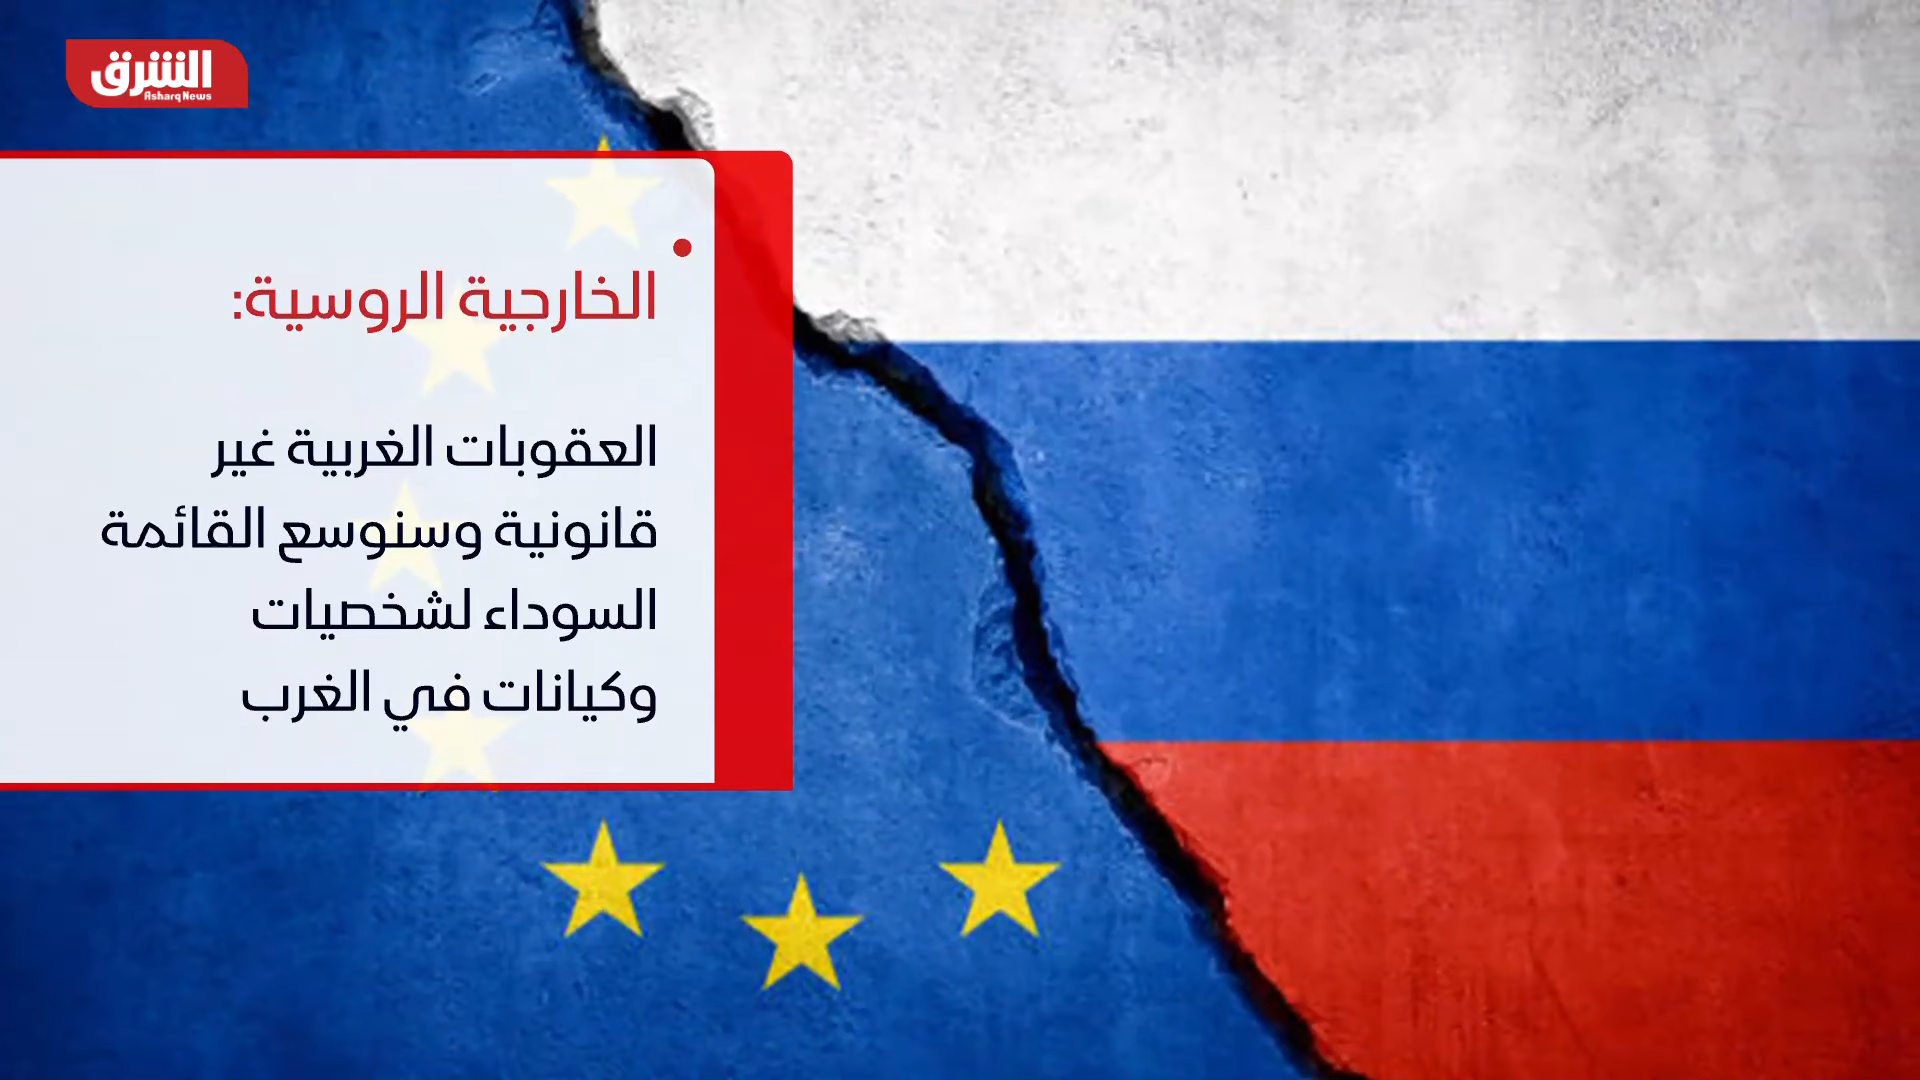 الشرق
Asharq News
الخارجية الروسية:
العقوبات الغربية غير
قانونية وسنوسع القائمة
السوداء لشخصيات
وكيانات في الغرب